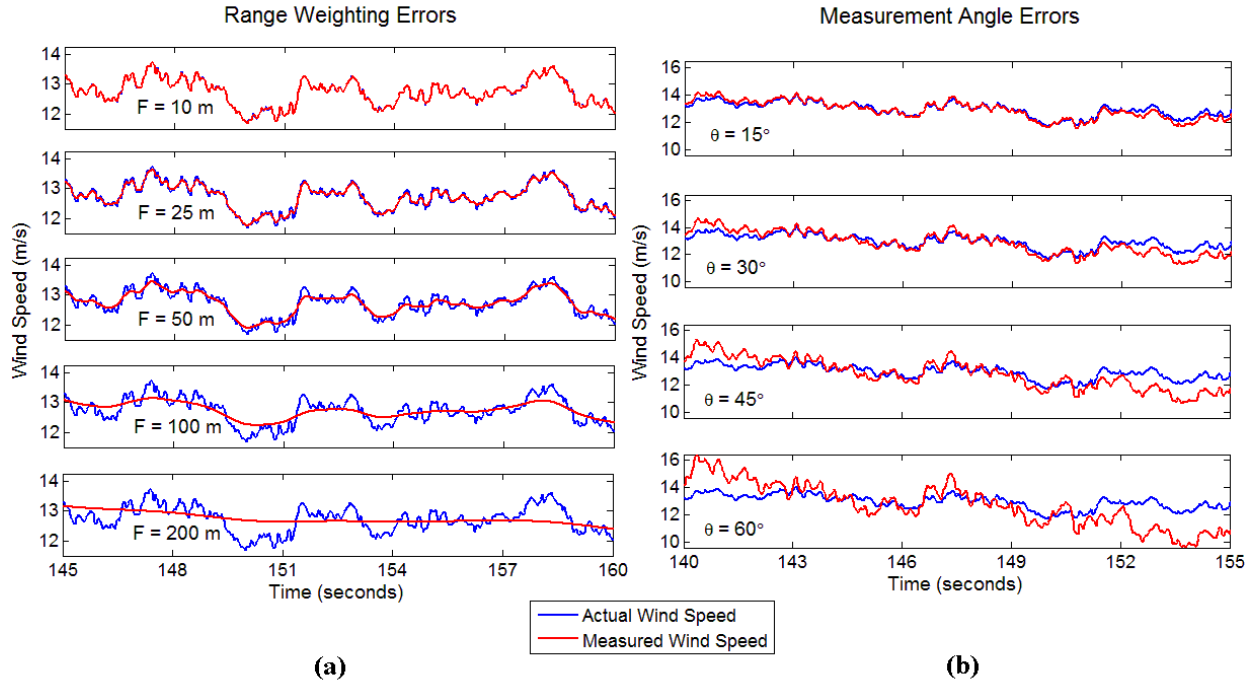 Range Weighting Errors
14
13
12
F = 10 m
14
13
12
F = 25 m
14
13
12
F = 50 m
14
13
12
F = 100 m
14
13
12
F = 200 m
145 148 151 154 157 160
Time (seconds)
Wind Speed (m/s)
(a)
Measurement Angle Errors
16
14
12
10
θ = 15°
16
14
12
10
θ = 30°
16
14
12
10
θ = 45°
16
14
12
10
θ = 60°
140 143 146 149 152 155
Time (seconds)
Wind Speed (m/s)
(b)
Actual Wind Speed
Measured Wind Speed